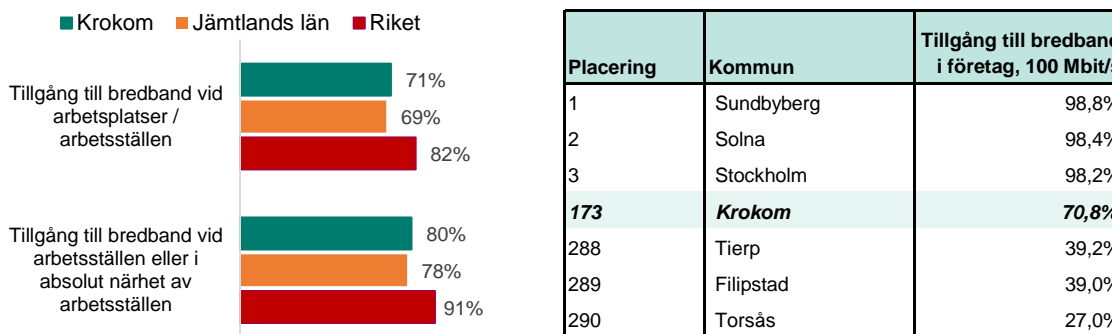 Krokom Jämtlands län Riket
Tillgång till bredband vid
arbetsplatser /
arbetsställen
71%
69%
82%
Tillgång till bredband vid
arbetsställen eller i
absolut närhet av
arbetsställen
80%
78%
91%
Placering Kommun Tillgång till bredband
i företag, 100 Mbit/s
1 Sundbyberg 98,8%
2 Solna 98,4%
3 Stockholm 98,2%
173 Krokom 70,8%
288 Tierp 39,2%
289 Filipstad 39,0%
290 Torsås 27,0%